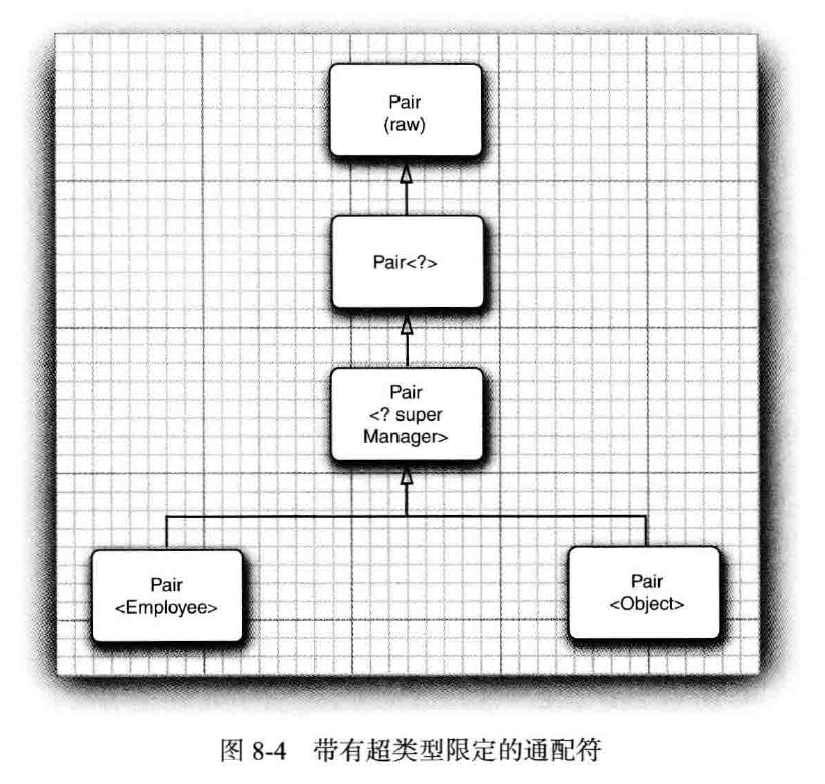 Pair
(raw)
Pair<?>
Pair
<? super
Manager>
Pair
<Employee>
Pair
<Object>
图 8-4 带有超类型限定的通配符